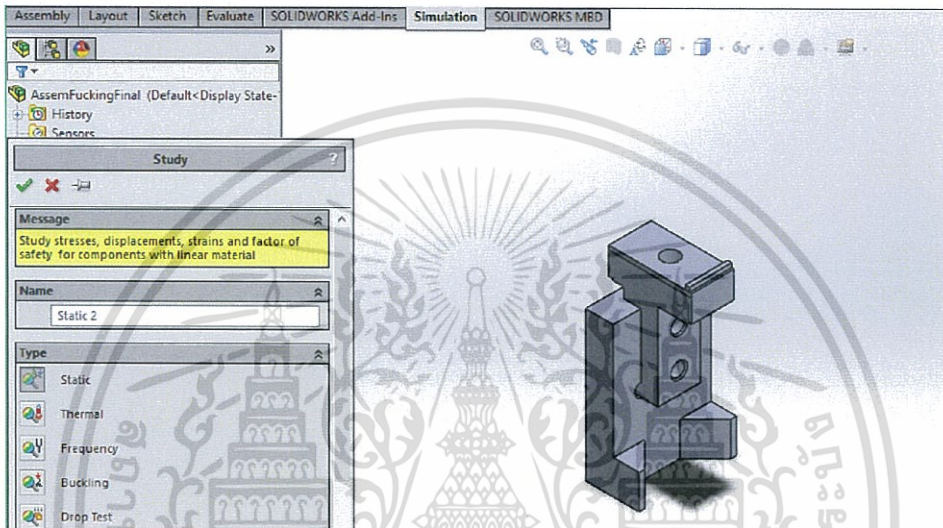 Assembly Layout Sketch Evaluate SOLIDWORKS Add-Ins Simulation SOLIDWORKS MBD
»
AssemFuckingFinal (Default<Display State-
History
Sensors
Study ?
Message
Study stresses, displacements, strains and factor of
safety for components with linear material
Name
Static 2
Type
Static
Thermal
Frequency
Buckling
Drop Test